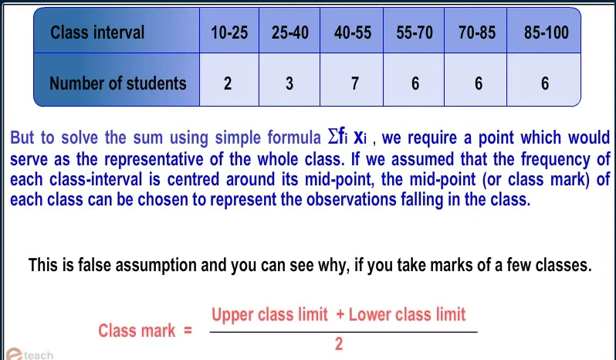 Class interval 10-25 25-40 40-55 55-70 70-85 85-100
Number of students 2 3 7 6 6 6
But to solve the sum using simple formula ∑fi xi , we require a point which would
serve as the representative of the whole class. If we assumed that the frequency of
each class-interval is centred around its mid-point, the mid-point (or class mark) of
each class can be chosen to represent the observations falling in the class.
This is false assumption and you can see why, if you take marks of a few classes.
Upper class limit + Lower class limit
Class mark =
2
e teach